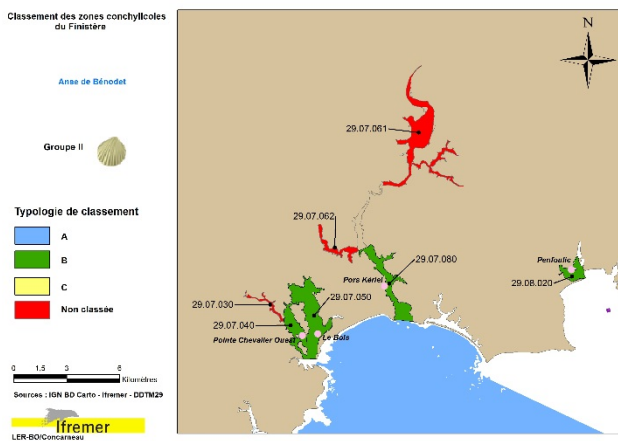 Classement des zones conchylicoles
du Finistère
Anse de Bénodet
Groupe II
Typologie de classement
A
B
C
Non classée
0 1.5 3 6
Kilomètres
Sources : IGN BD Carto - Ifremer - DDTM29
Ifremer
LER-BO/Concarneau
N
29.07.061
29.07.062
Penfoulic
Pors Kériel
29.07.080
29.08.020
29.07.030
29.07.050
29.07.040
Pointe Chevalier Ouest
Le Bois